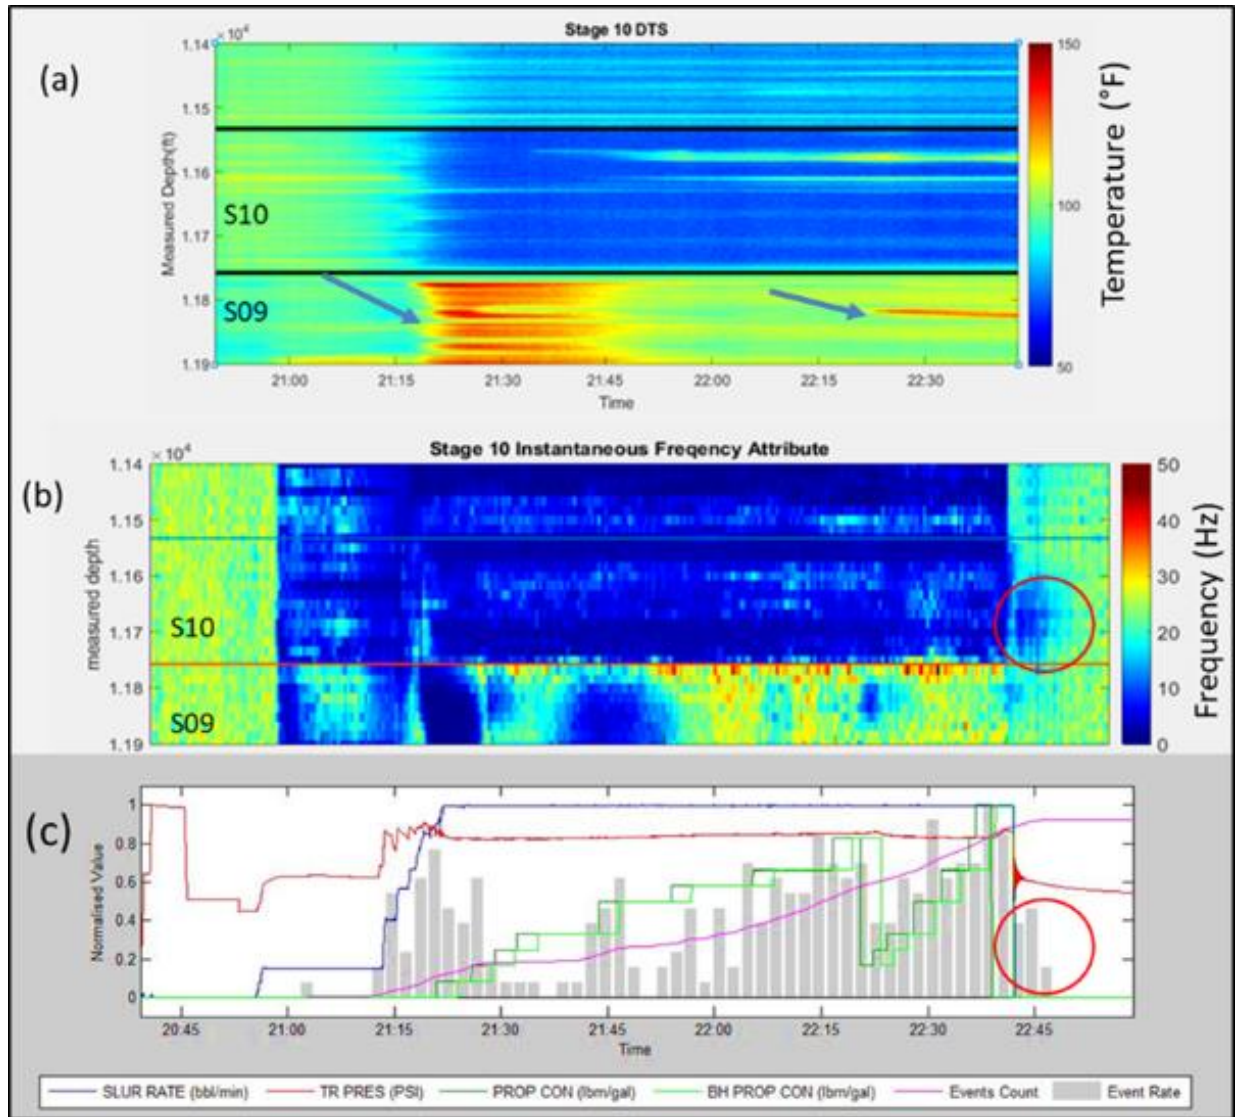 (a)
Stage 10 DTS
×10⁴
1.14
1.15
1.16
1.17
1.18
1.19
Measured Depth(ft)
S10
S09
21:00
21:15
21:30
21:45
22:00
22:15
22:30
Time
150
100
50
Temperature (°F)
(b)
Stage 10 Instantaneous Freqency Attribute
×10⁴
1.14
1.15
1.16
1.17
1.18
1.19
measured depth
S10
S09
50
40
30
20
10
0
Frequency (Hz)
(c)
1
0.8
0.6
0.4
0.2
0
Normalised Value
20:45
21:00
21:15
21:30
21:45
22:00
22:15
22:30
22:45
Time
SLUR RATE (bbl/min) TR PRES (PSI) PROP CON (lbm/gal) BH PROP CON (lbm/gal) Events Count Event Rate